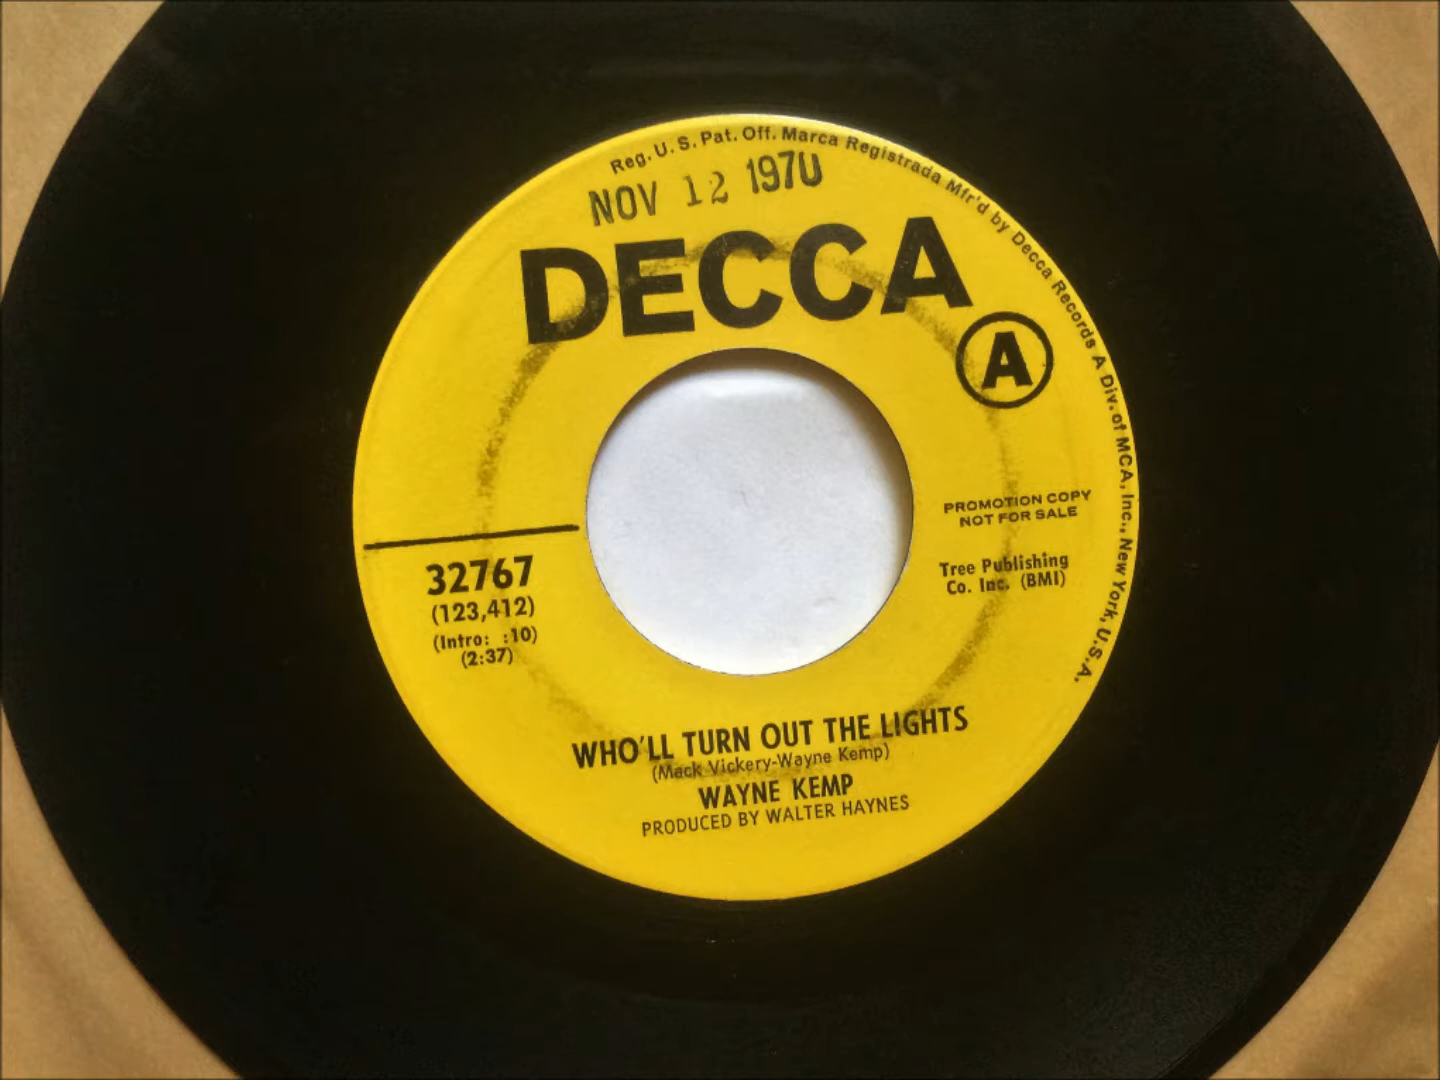 Reg. U.S. Pat. Off. Marca Registrada Mfr'd by Decca Records A Div. of MCA, Inc., New York, U.S.A.
NOV 12 1970
DECCA
A
PROMOTION COPY
NOT FOR SALE
32767
(123,412)
(Intro: :10)
(2:37)
Tree Publishing
Co. Inc. (BMI)
WHO'LL TURN OUT THE LIGHTS
(Mack Vickery-Wayne Kemp)
WAYNE KEMP
PRODUCED BY WALTER HAYNES